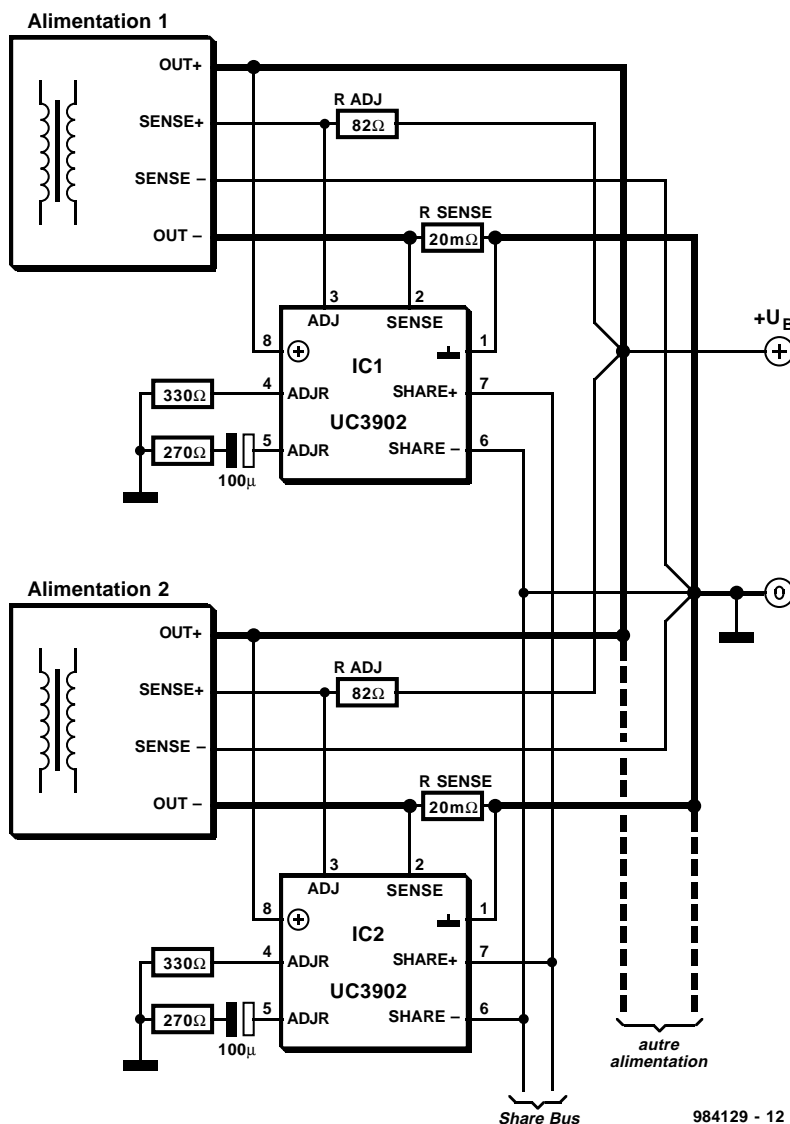 Alimentation 1
OUT+
R ADJ
SENSE+
82Ω
SENSE –
R SENSE
OUT –
20mΩ
3
2
ADJ
SENSE
+UB
8
1
IC1
330Ω
4
ADJR
SHARE+
7
UC3902
270Ω
5
ADJR
SHARE –
6
100µ
Alimentation 2
0
OUT+
R ADJ
SENSE+
82Ω
SENSE –
R SENSE
OUT –
20mΩ
3
2
ADJ
SENSE
8
1
IC2
330Ω
4
ADJR
SHARE+
7
UC3902
270Ω
5
ADJR
SHARE –
6
100µ
autre
alimentation
Share Bus
984129 - 12